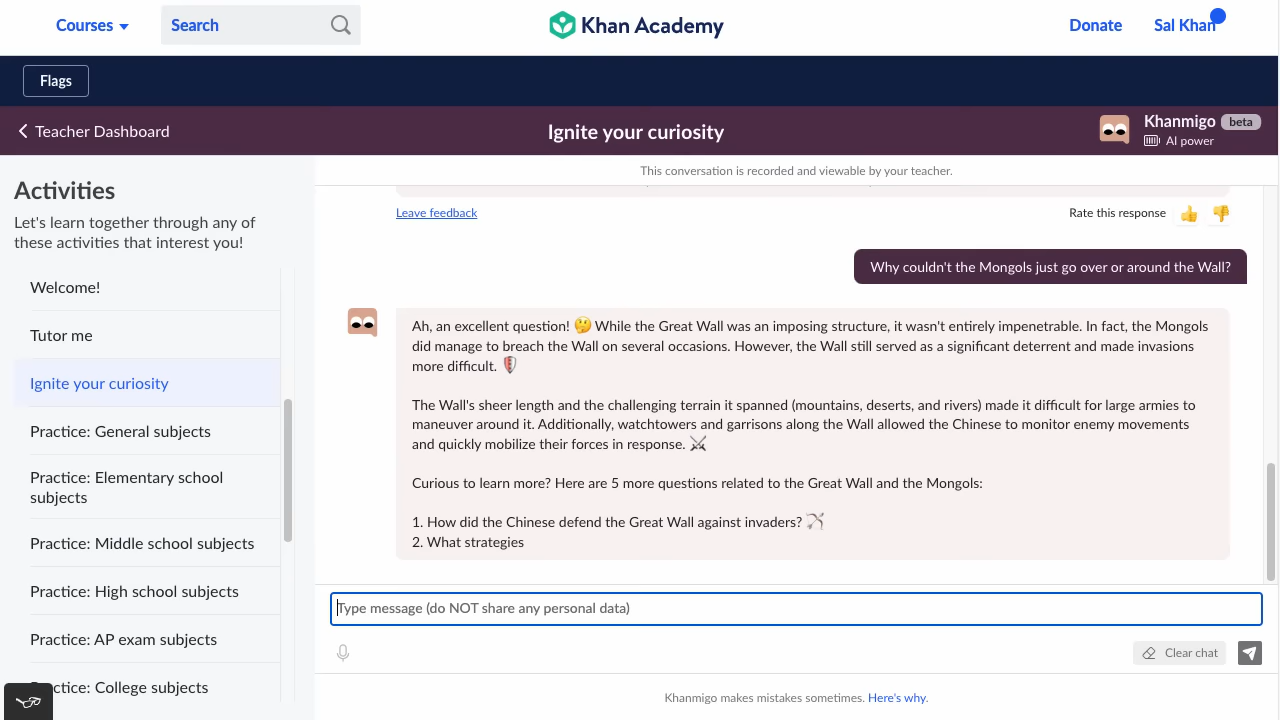 Courses
Search
Khan Academy
Donate
Sal Khan
Flags
Teacher Dashboard
Ignite your curiosity
Khanmigo beta
AI power
Activities
Let's learn together through any of
these activities that interest you!
Welcome!
Tutor me
Ignite your curiosity
Practice: General subjects
Practice: Elementary school
subjects
Practice: Middle school subjects
Practice: High school subjects
Practice: AP exam subjects
ctice: College subjects
This conversation is recorded and viewable by your teacher.
Leave feedback
Rate this response 👍 👎
Why couldn't the Mongols just go over or around the Wall?
Ah, an excellent question! 🤔 While the Great Wall was an imposing structure, it wasn't entirely impenetrable. In fact, the Mongols
did manage to breach the Wall on several occasions. However, the Wall still served as a significant deterrent and made invasions
more difficult. 🛡️
The Wall's sheer length and the challenging terrain it spanned (mountains, deserts, and rivers) made it difficult for large armies to
maneuver around it. Additionally, watchtowers and garrisons along the Wall allowed the Chinese to monitor enemy movements
and quickly mobilize their forces in response. ⚔️
Curious to learn more? Here are 5 more questions related to the Great Wall and the Mongols:
1. How did the Chinese defend the Great Wall against invaders? 🏹
2. What strategies
Type message (do NOT share any personal data)
Clear chat
Khanmigo makes mistakes sometimes. Here's why.